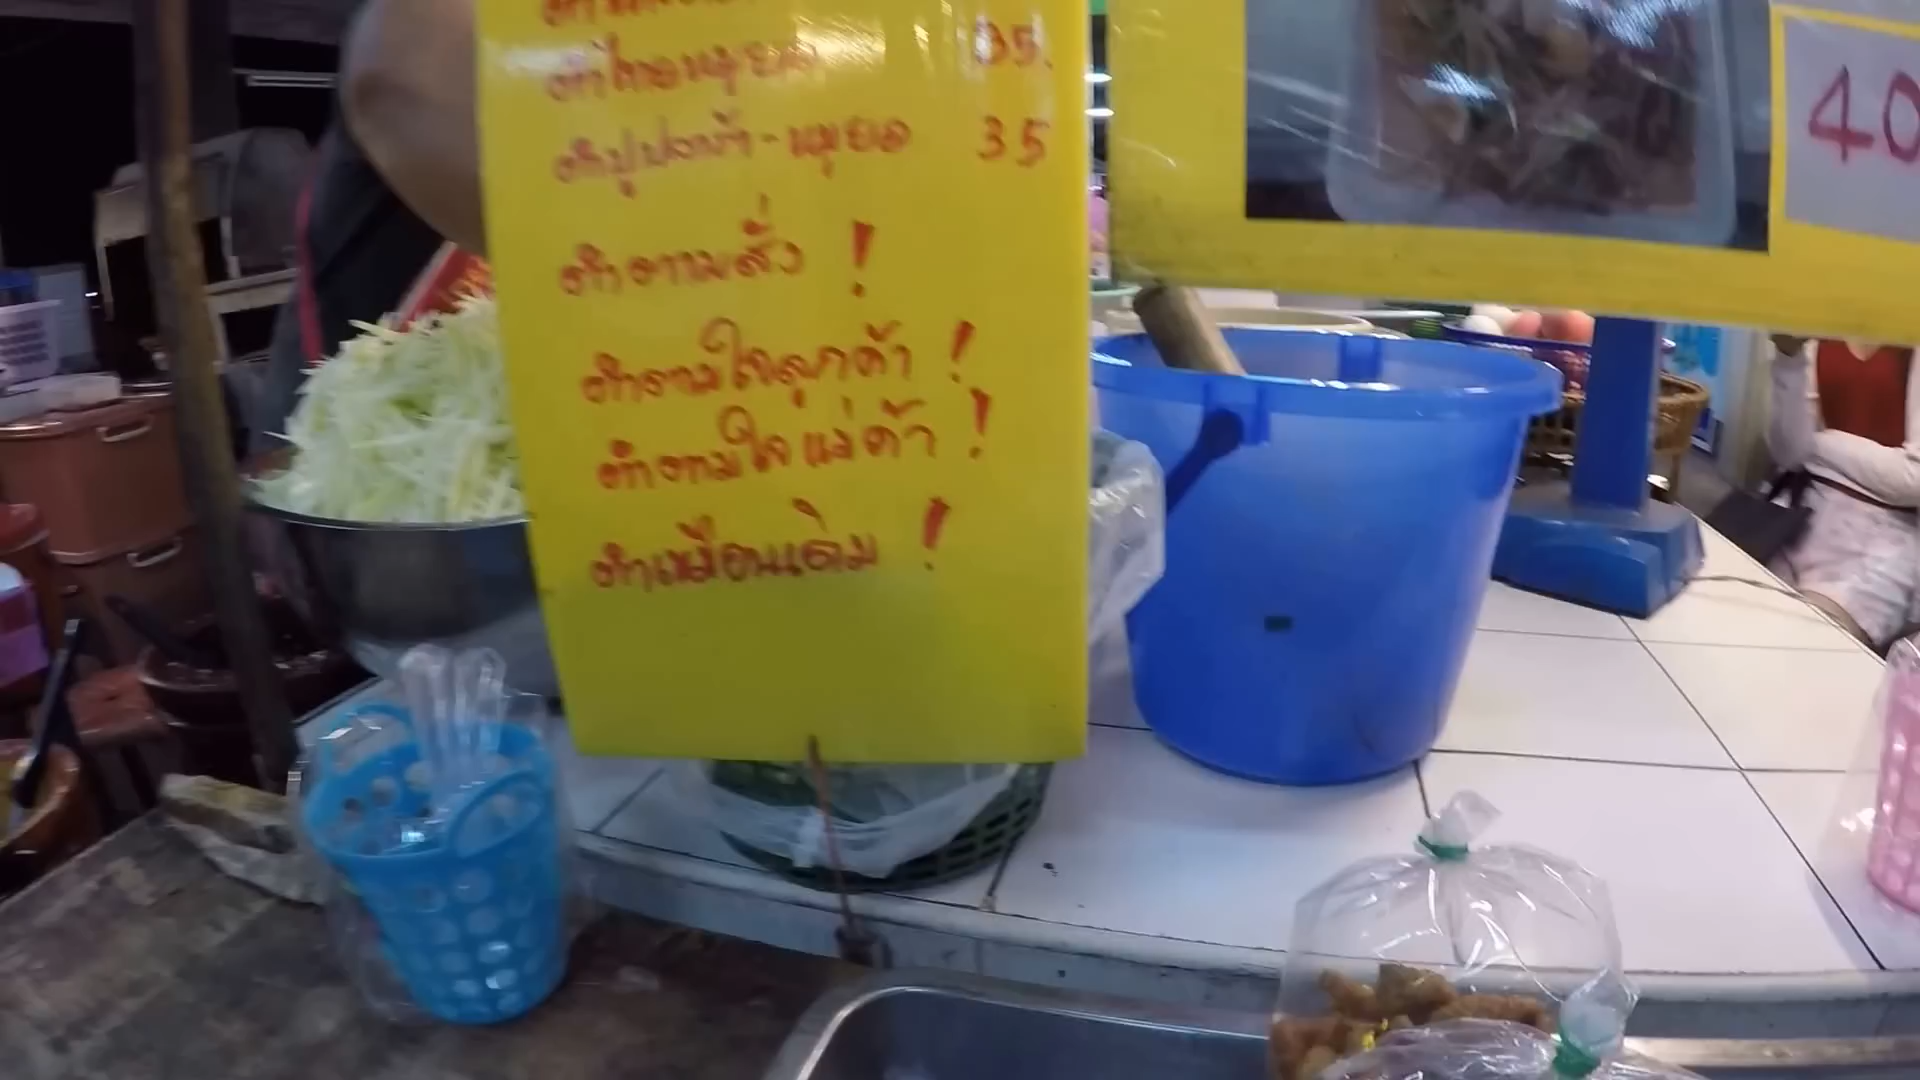 ตำไทยหมูยอ 35.
ตำปูปลาร้า-หมูยอ 35
ตำตามสั่ง !
ตำตามใจลูกค้า !
ตำตามใจแม่ค้า !
ตำเหมือนเดิม !
40